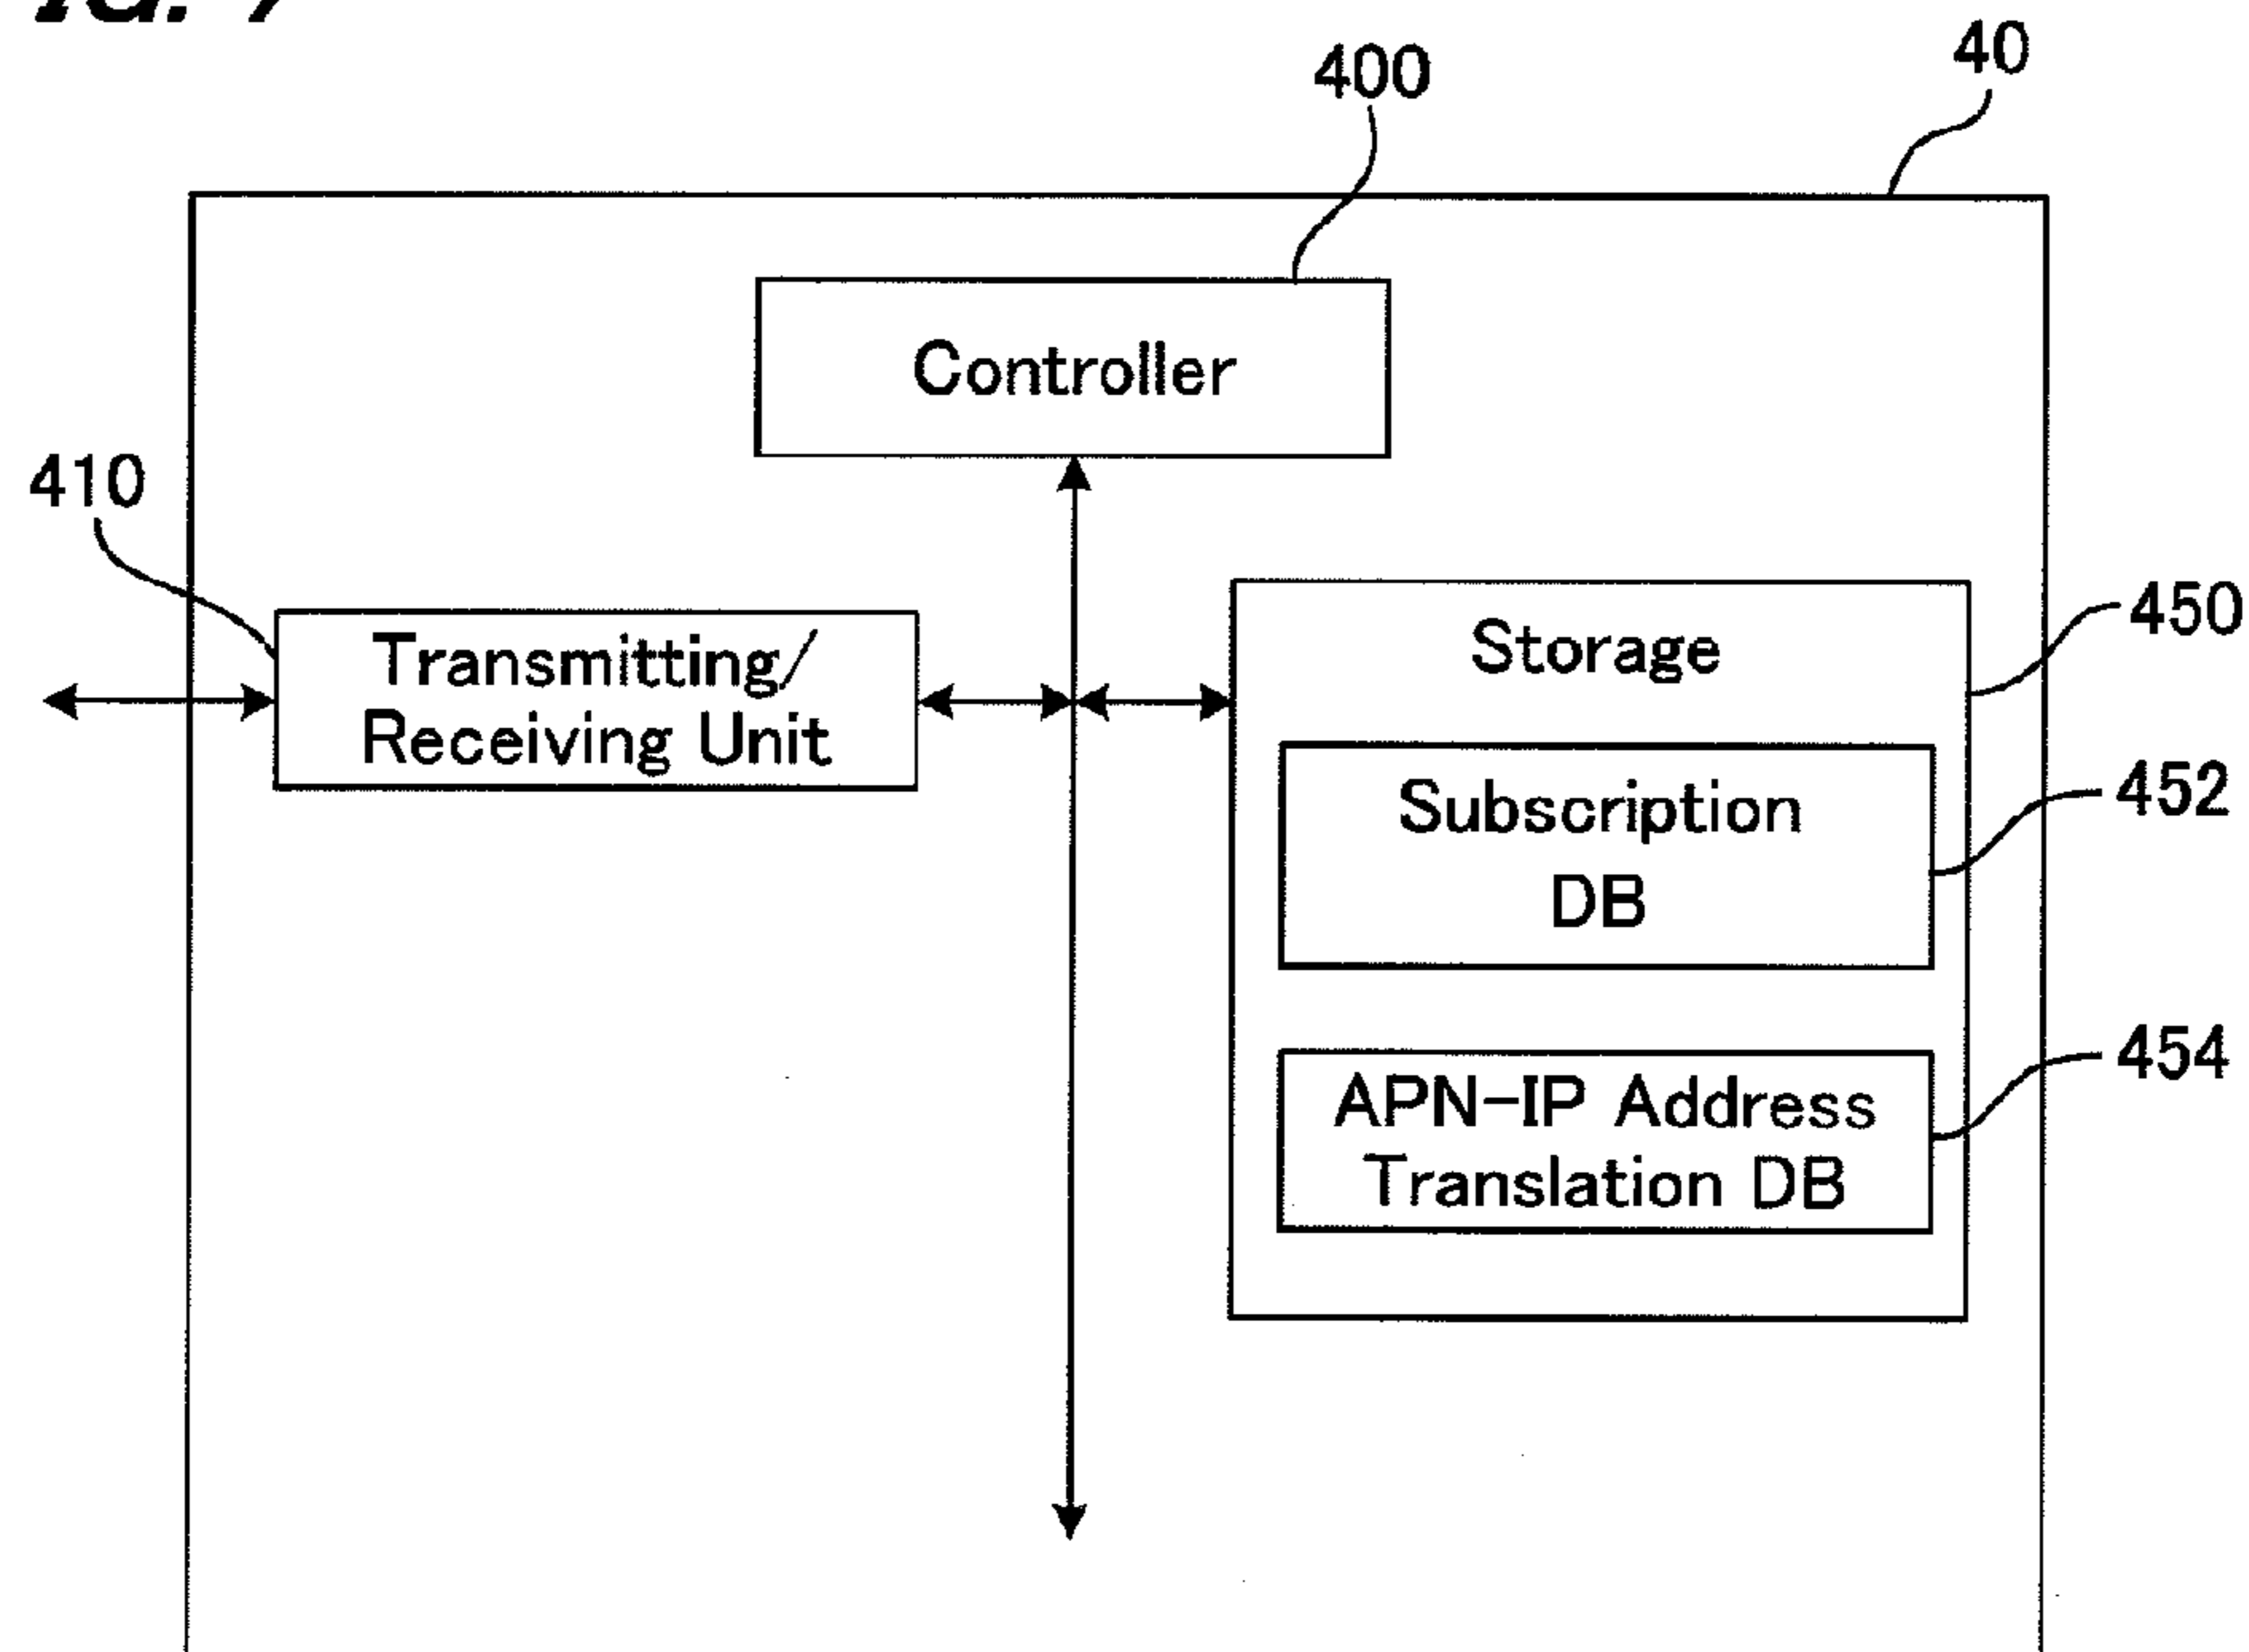 400
40
Controller
410
Transmitting/
Receiving Unit
Storage
450
Subscription
DB
452
APN-IP Address
Translation DB
454